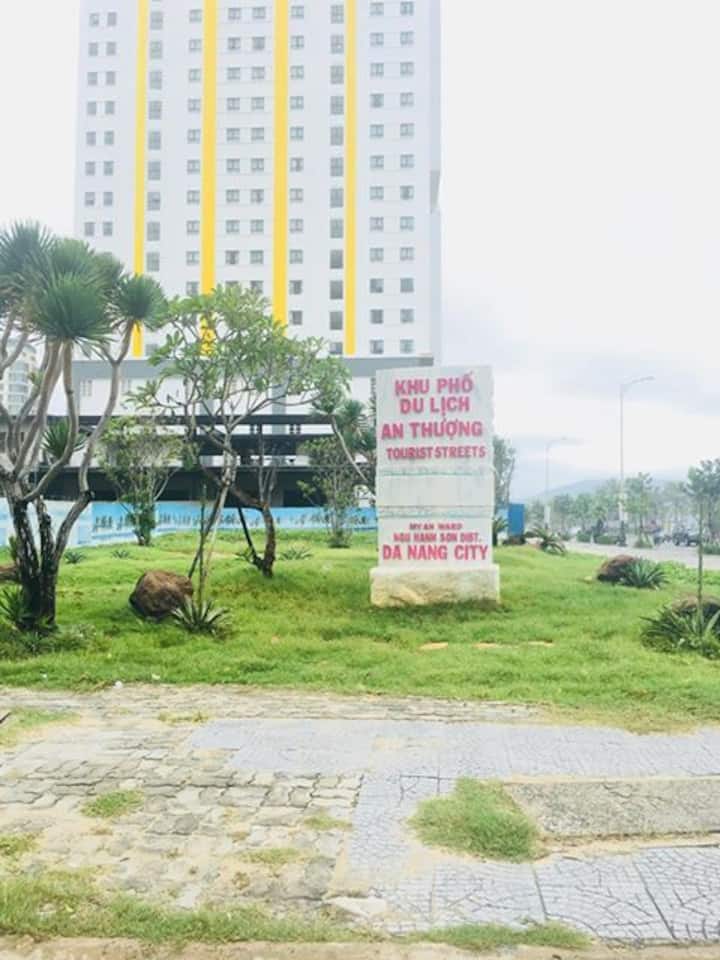 KHU PHỐ
DU LỊCH
AN THƯỢNG
TOURIST STREETS
MY AN WARD
NGU HANH SON DIST.
DA NANG CITY